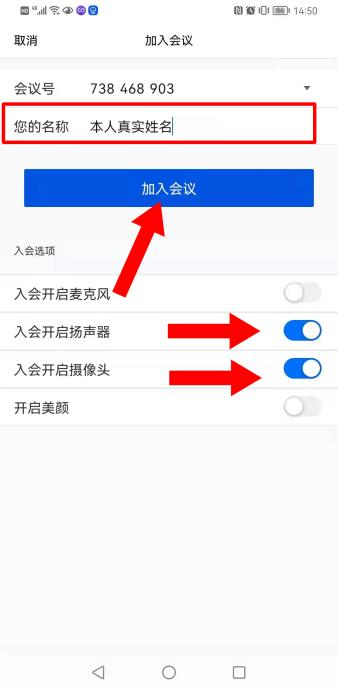 14:50
取消 加入会议
会议号 738 468 903
您的名称 本人真实姓名
加入会议
入会选项
入会开启麦克风
入会开启扬声器
入会开启摄像头
开启美颜